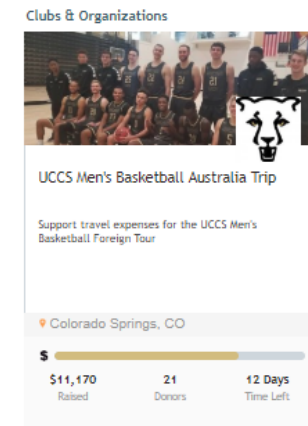 Clubs & Organizations
21
UCCS Men's Basketball Australia Trip
Support travel expenses for the UCCS Men's
Basketball Foreign Tour
Colorado Springs, CO
$
$11,170 21 12 Days
Raised Donors Time Left